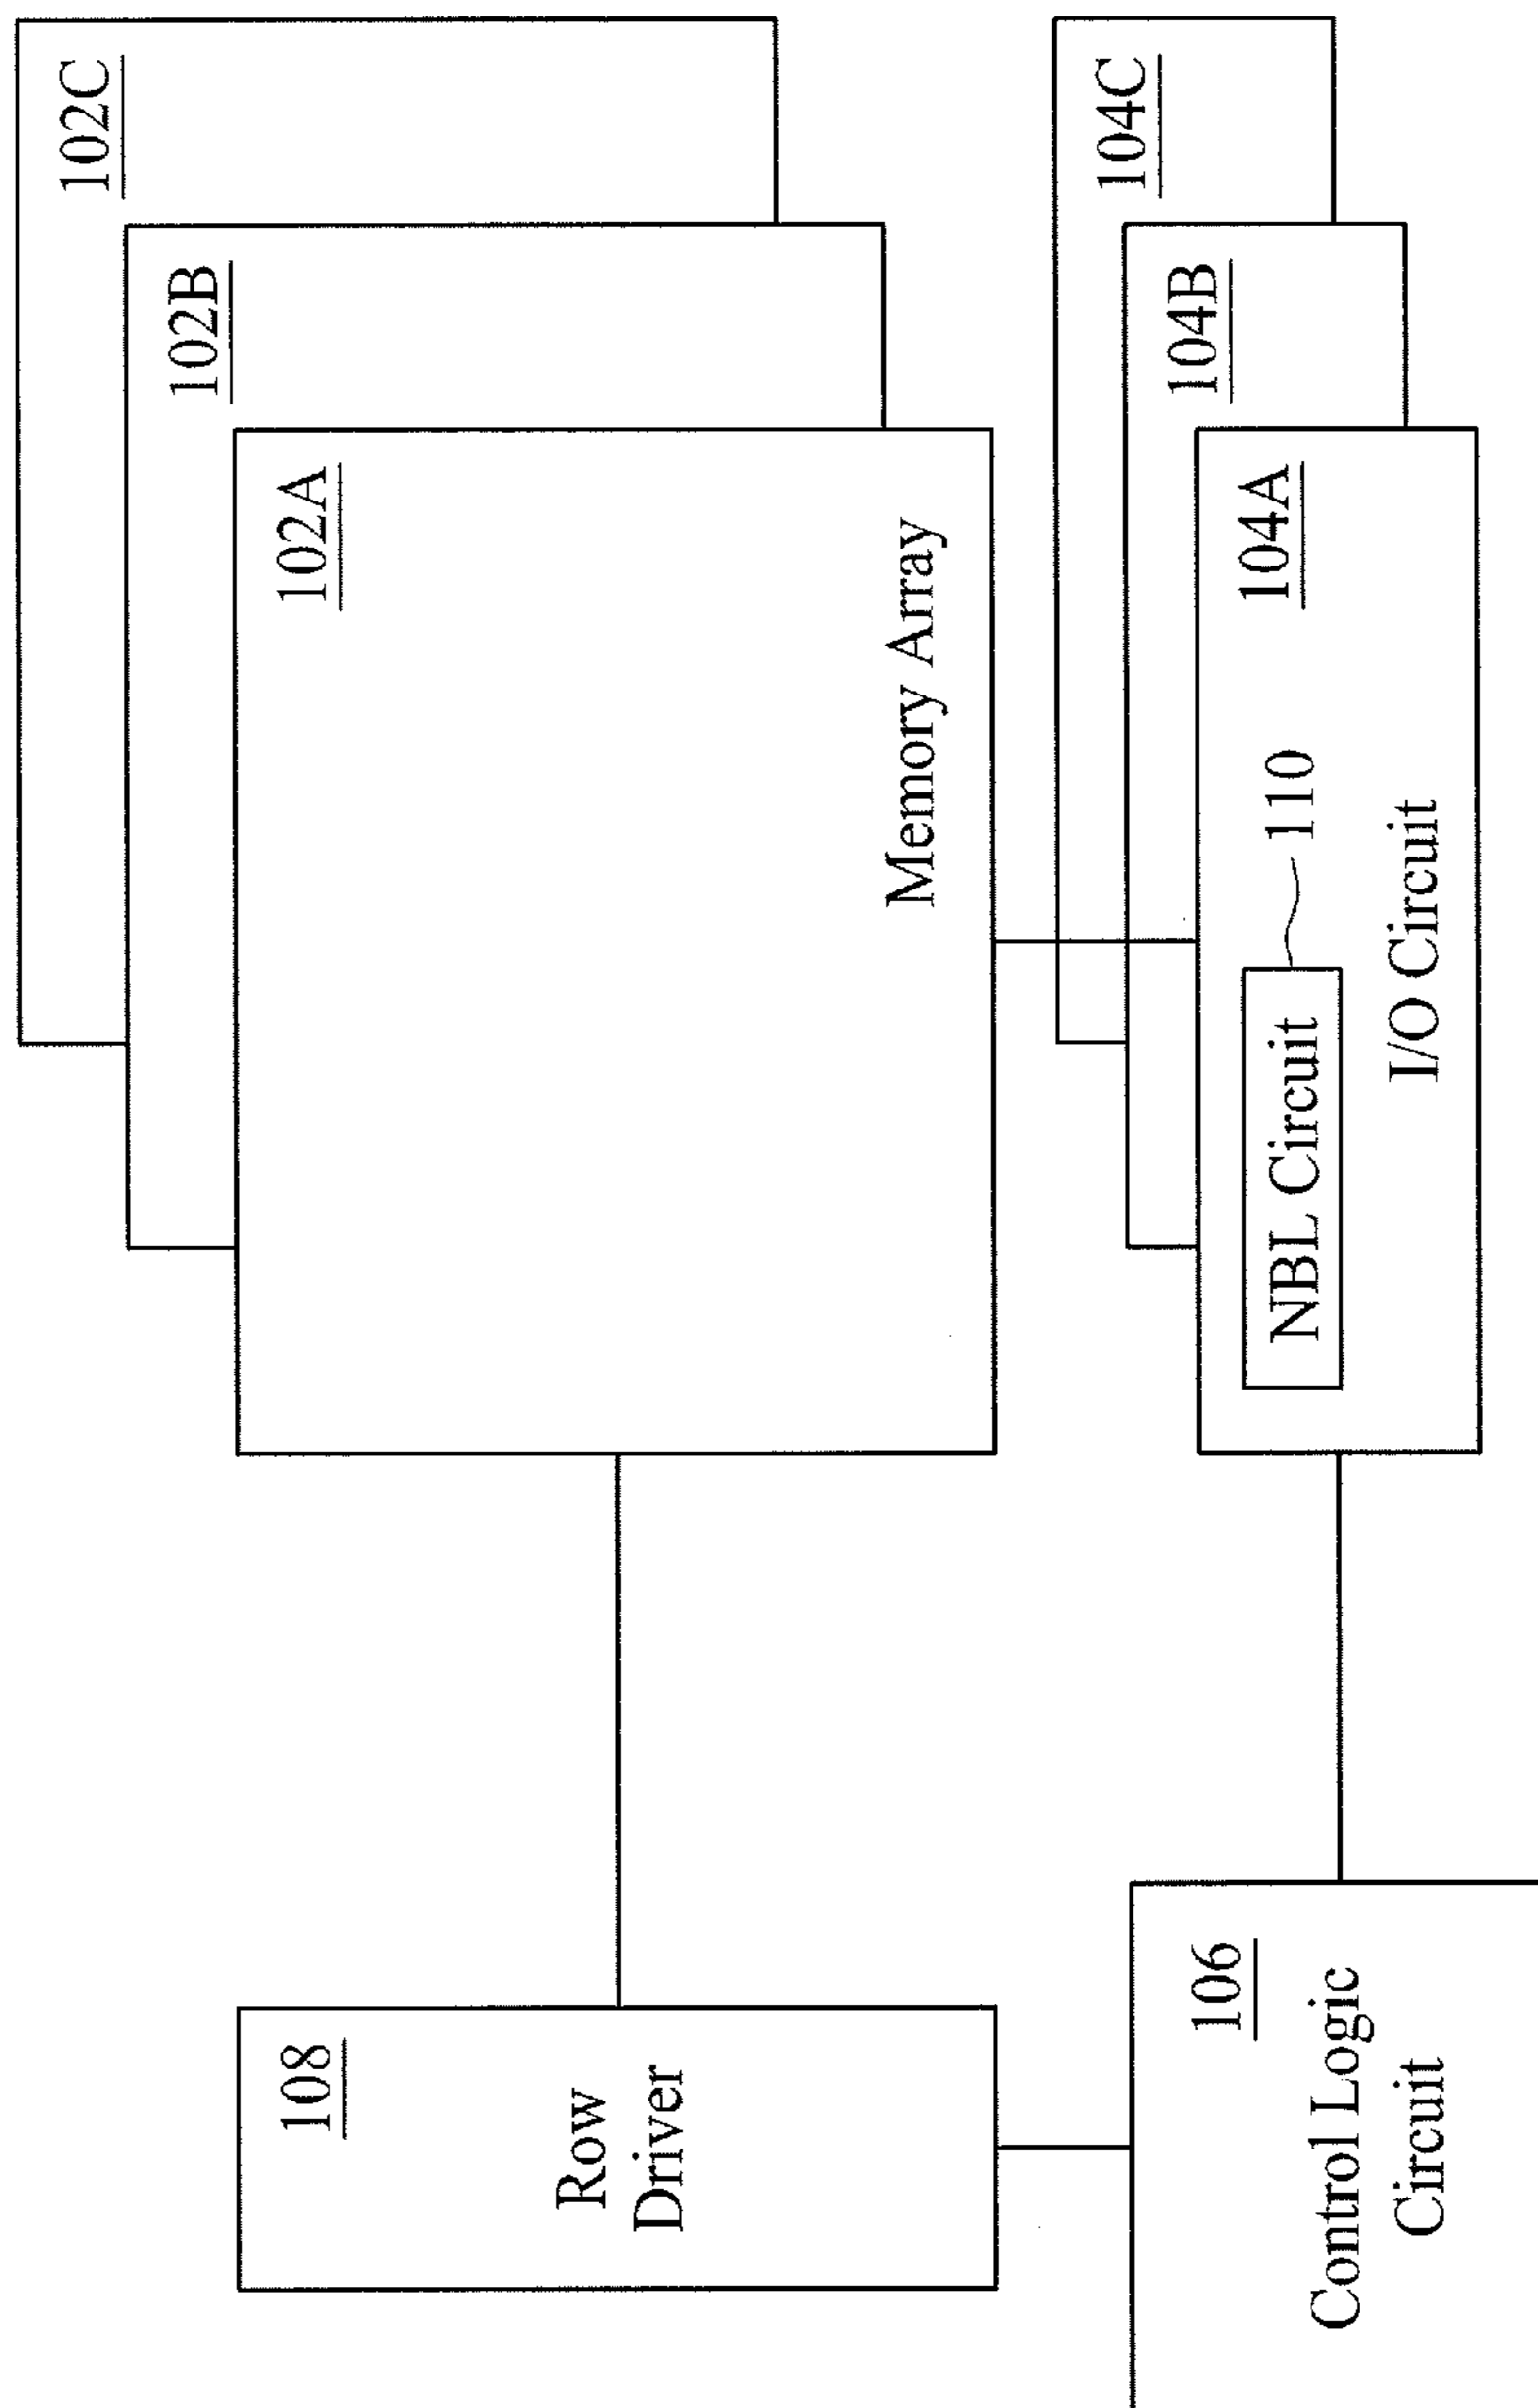 108
Row
Driver
102A
Memory Array
102B
102C
106
Control Logic
Circuit
104A
NBL Circuit
110
I/O Circuit
104B
104C